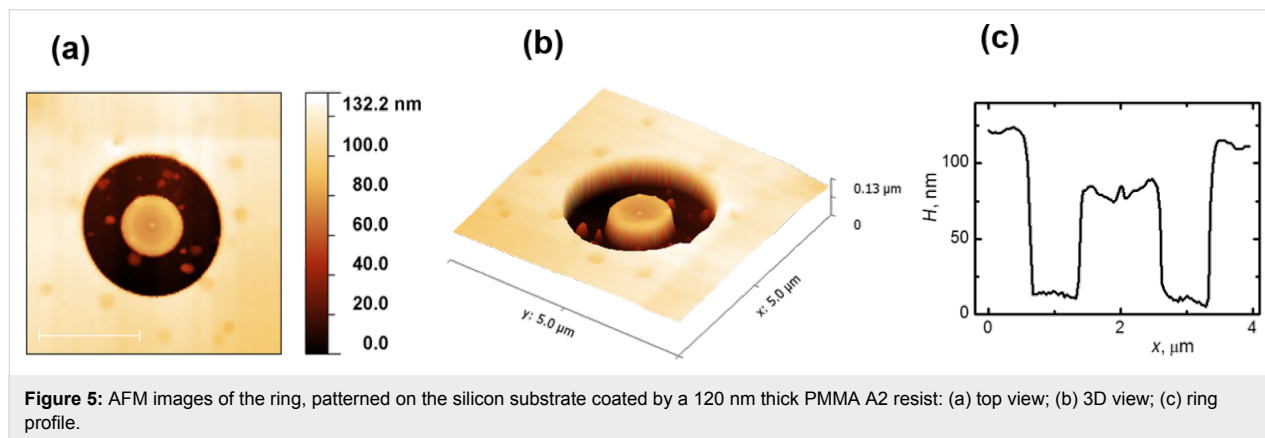 (a)
(b)
(c)
132.2 nm
100.0
80.0
60.0
40.0
20.0
0.0
0.13 µm
0
y: 5.0 µm
x: 5.0 µm
H, nm
100
75
50
25
0
0
2
4
x, µm
Figure 5: AFM images of the ring, patterned on the silicon substrate coated by a 120 nm thick PMMA A2 resist: (a) top view; (b) 3D view; (c) ring
profile.